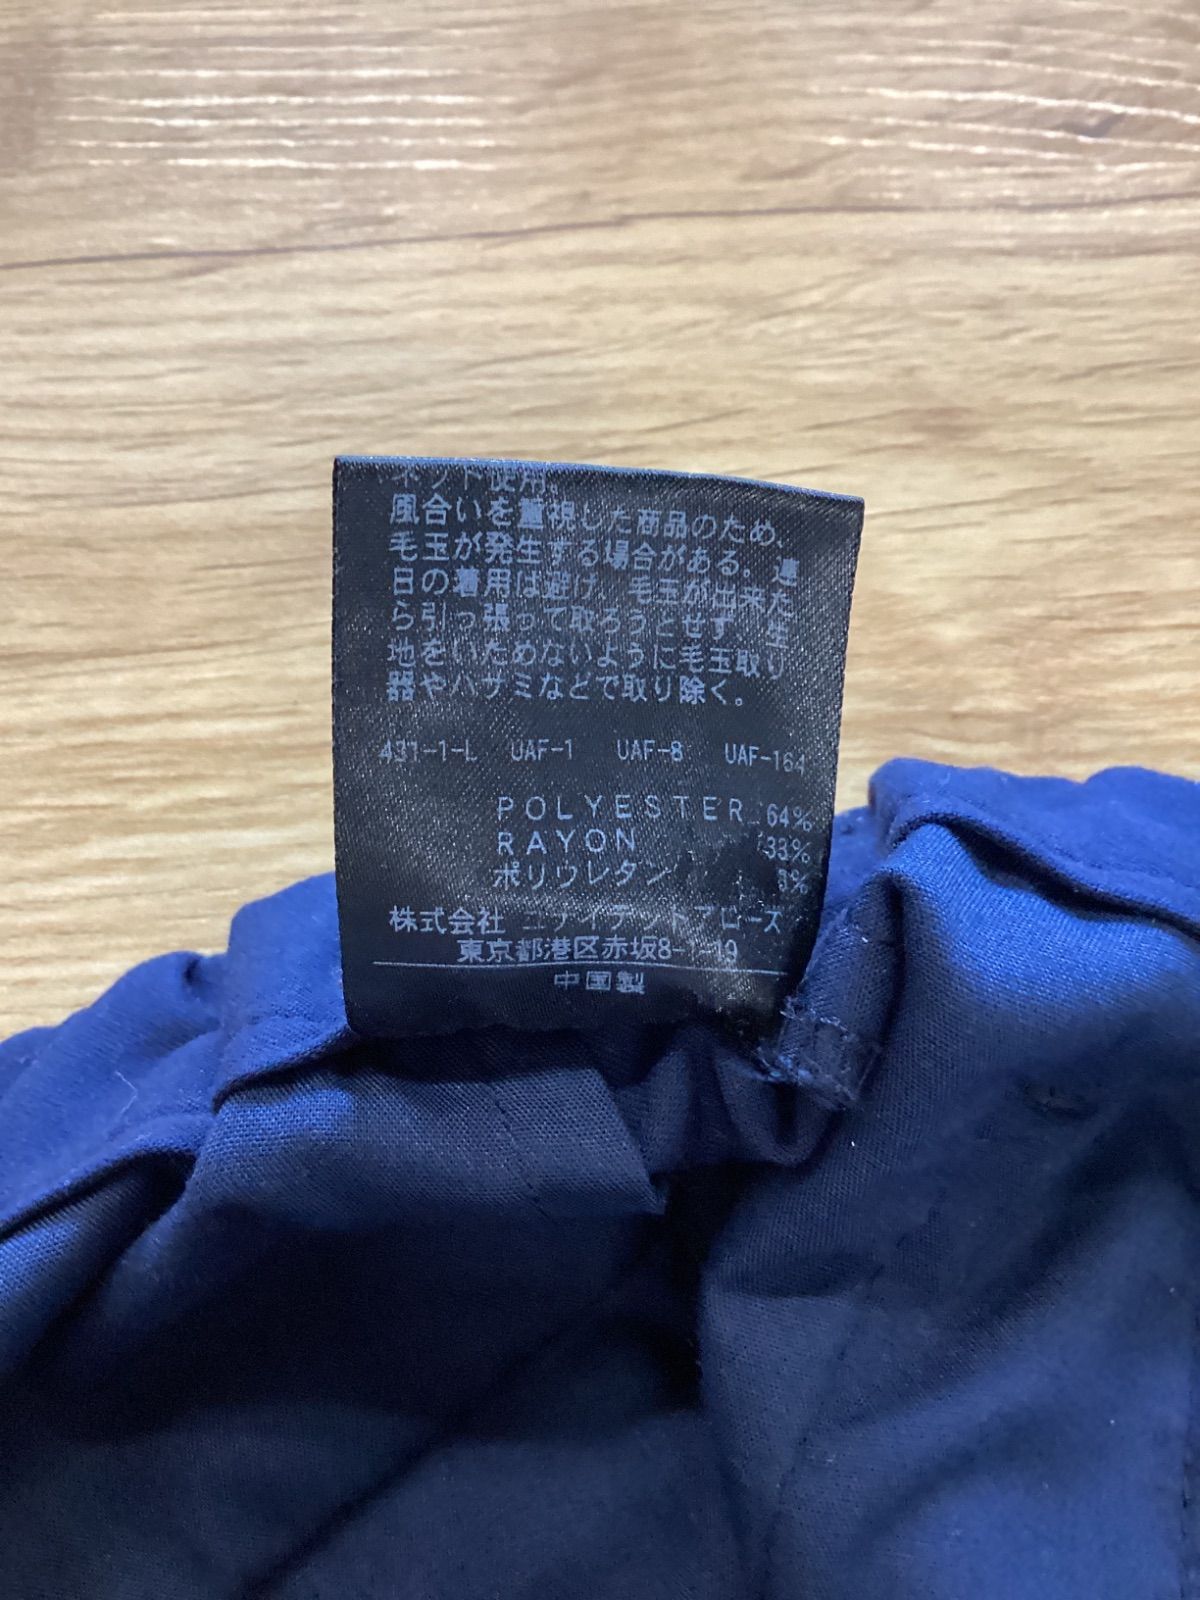 ネット使用。
風合いを重視した商品のため、
毛玉が発生する場合がある。連
日の着用は避け、毛玉が出来た
ら引っ張って取ろうとせず、生
地をいためないように毛玉取り
器やハサミなどで取り除く。
431-1-L UAF-1 UAF-8 UAF-164
POLYESTER 64%
RAYON 33%
ポリウレタン 3%
株式会社 ユナイテッドアローズ
東京都港区赤坂8-1-19
中国製